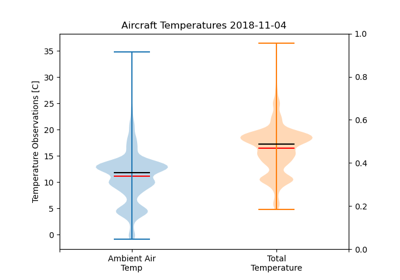 Aircraft Temperatures 2018-11-04
Temperature Observations [C]
35
30
25
20
15
10
5
0
1.0
0.8
0.6
0.4
0.2
0.0
Ambient Air
Temp
Total
Temperature